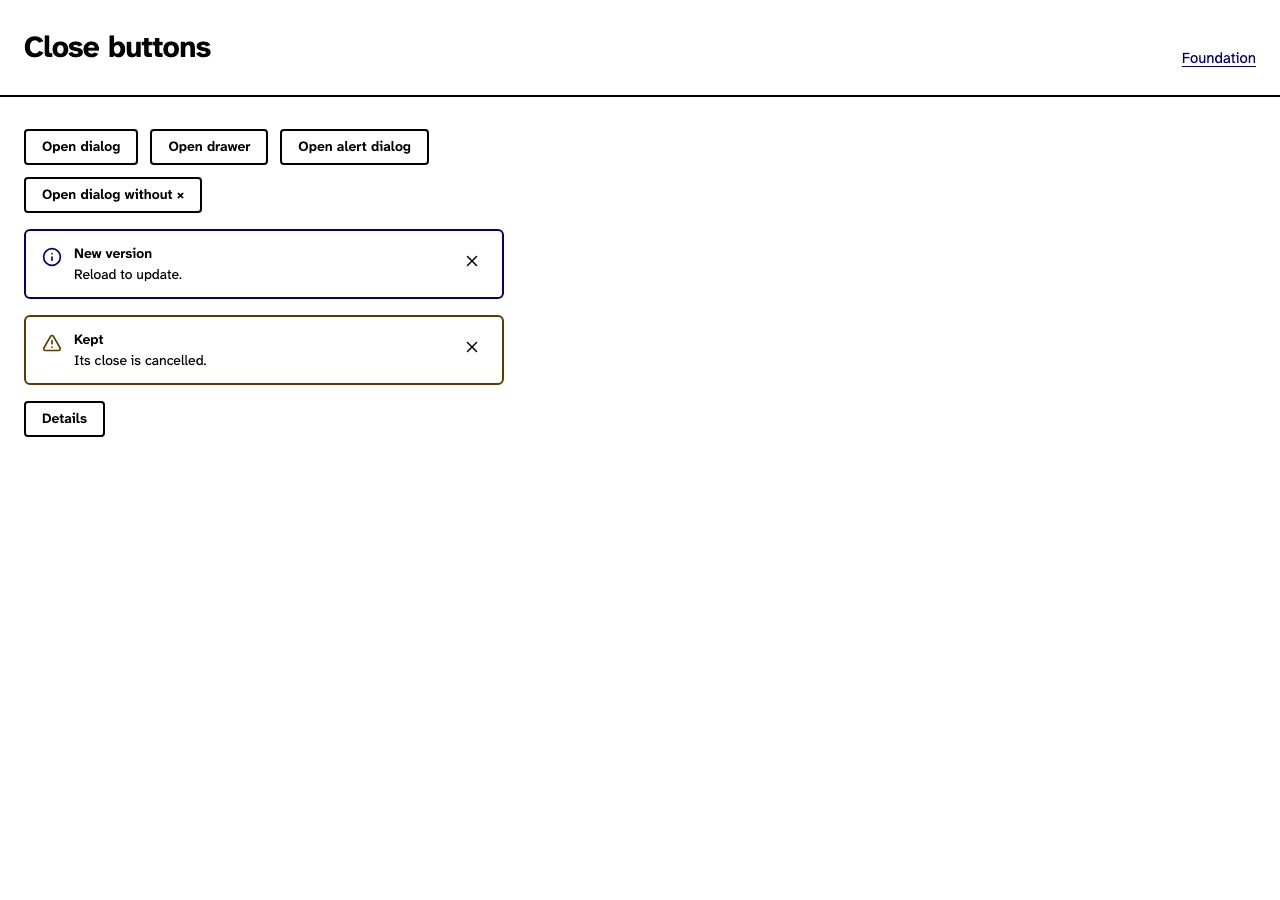 Close buttons
Foundation
Open dialog
Open drawer
Open alert dialog
Open dialog without ×
New version
Reload to update.
Kept
Its close is cancelled.
Details